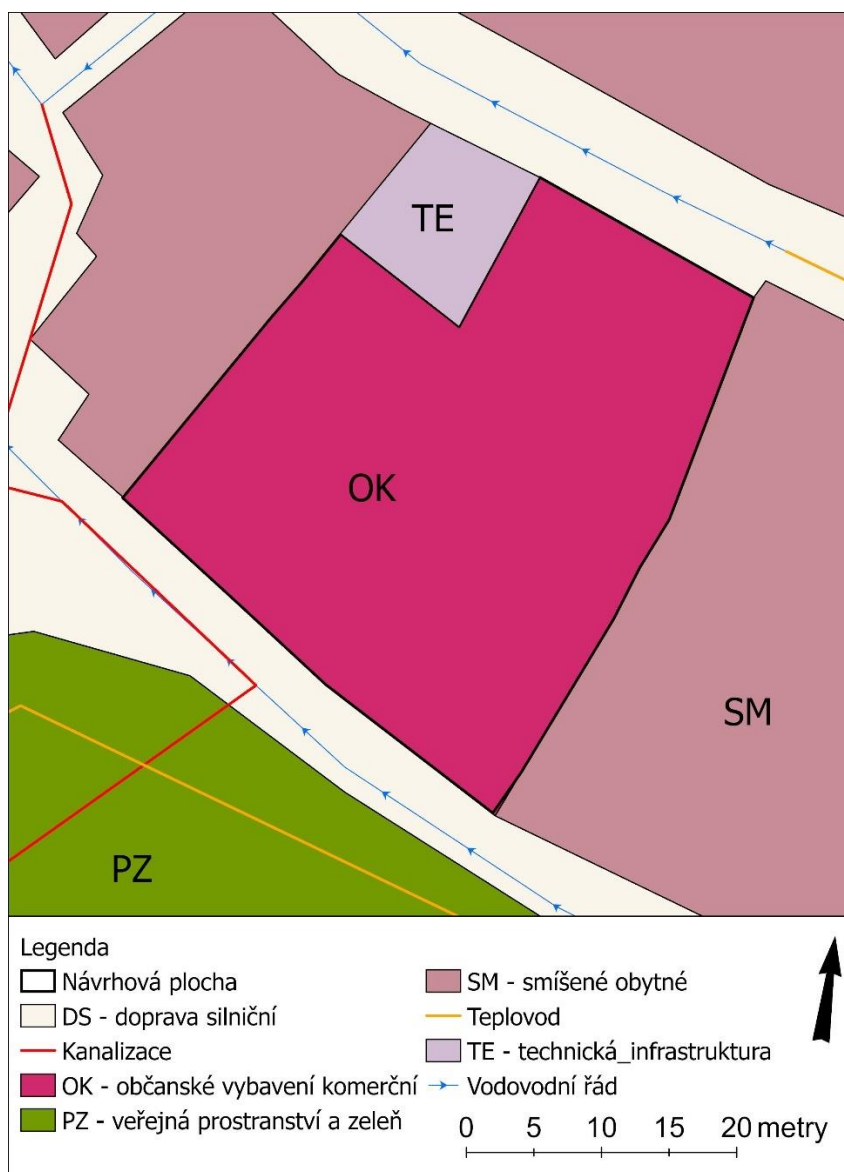 TE
OK
SM
PZ
Legenda
Návrhová plocha
DS - doprava silniční
Kanalizace
OK - občanské vybavení komerční
PZ - veřejná prostranství a zeleň
SM - smíšené obytné
Teplovod
TE - technická_infrastruktura
Vodovodní řád
0 5 10 15 20 metry